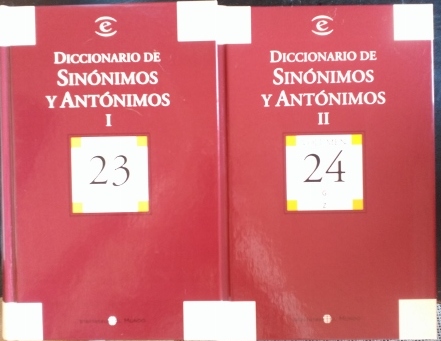 e
DICCIONARIO DE
SINÓNIMOS
Y ANTÓNIMOS
I
23
e
DICCIONARIO DE
SINÓNIMOS
Y ANTÓNIMOS
II
24